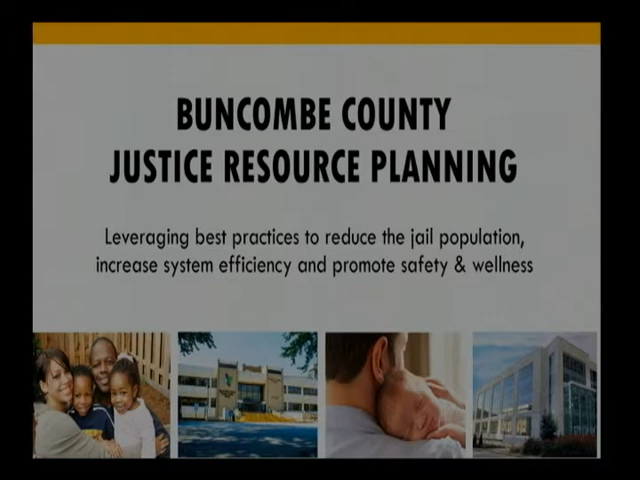 BUNCOMBE COUNTY
JUSTICE RESOURCE PLANNING
Leveraging best practices to reduce the jail population,
increase system efficiency and promote safety & wellness